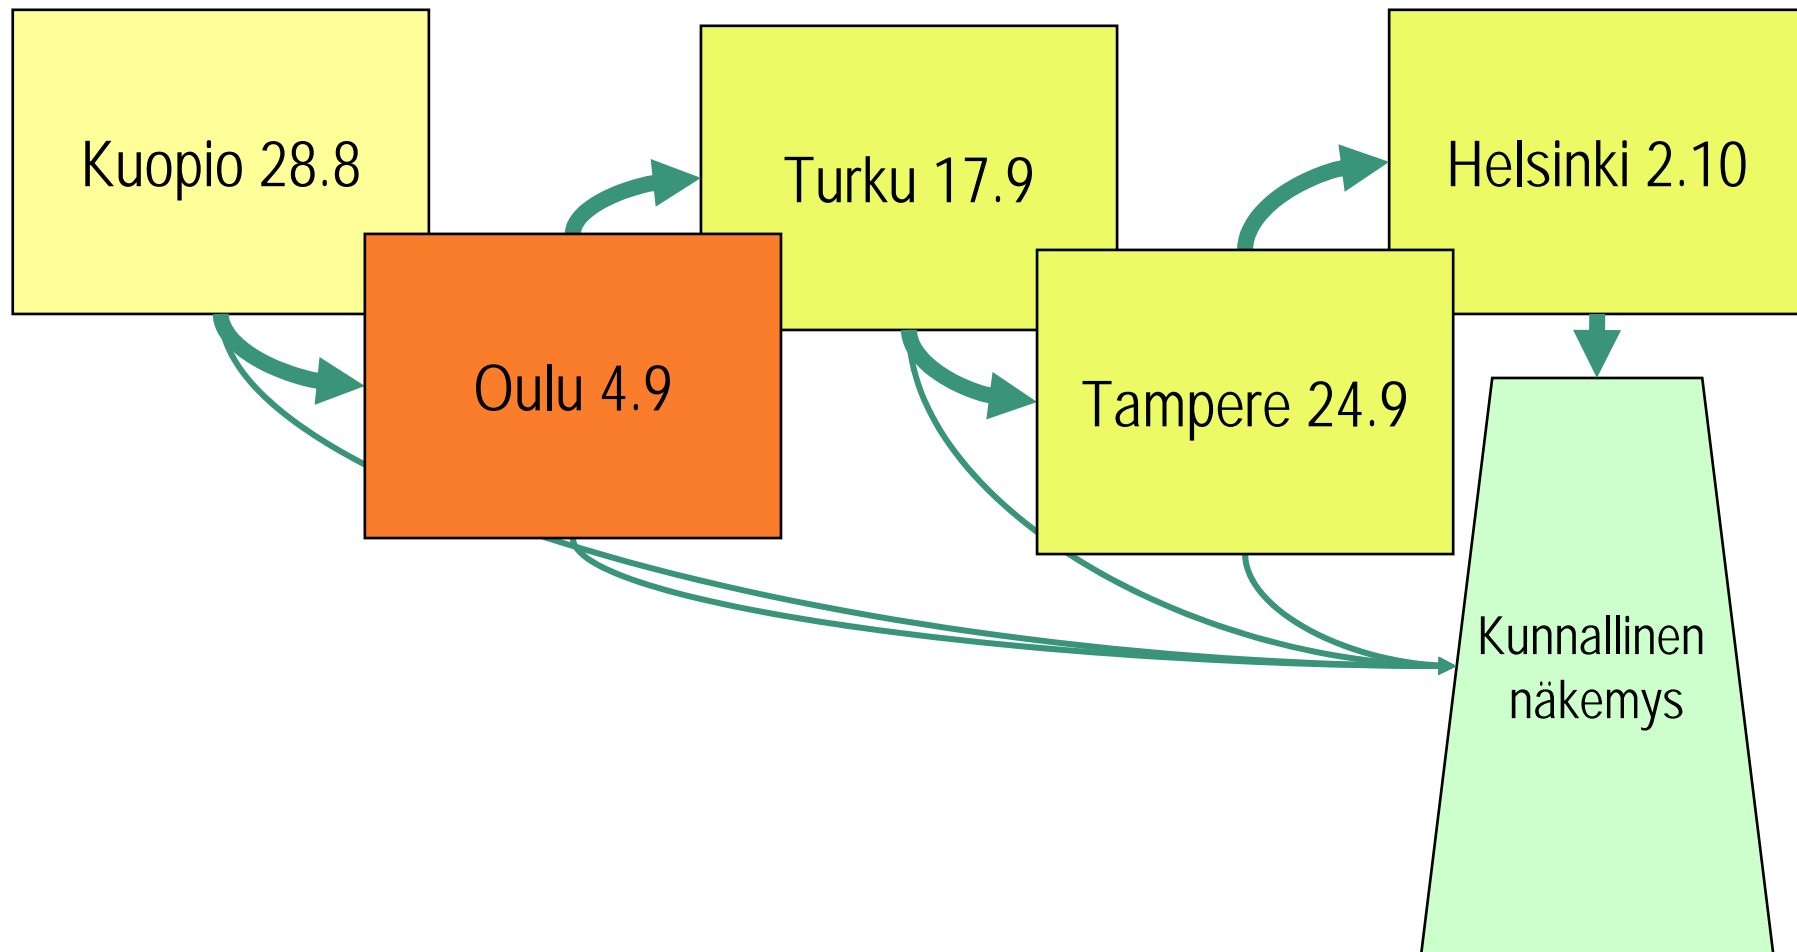 Kuopio 28.8
Oulu 4.9
Turku 17.9
Tampere 24.9
Helsinki 2.10
Kunnallinen
näkemys